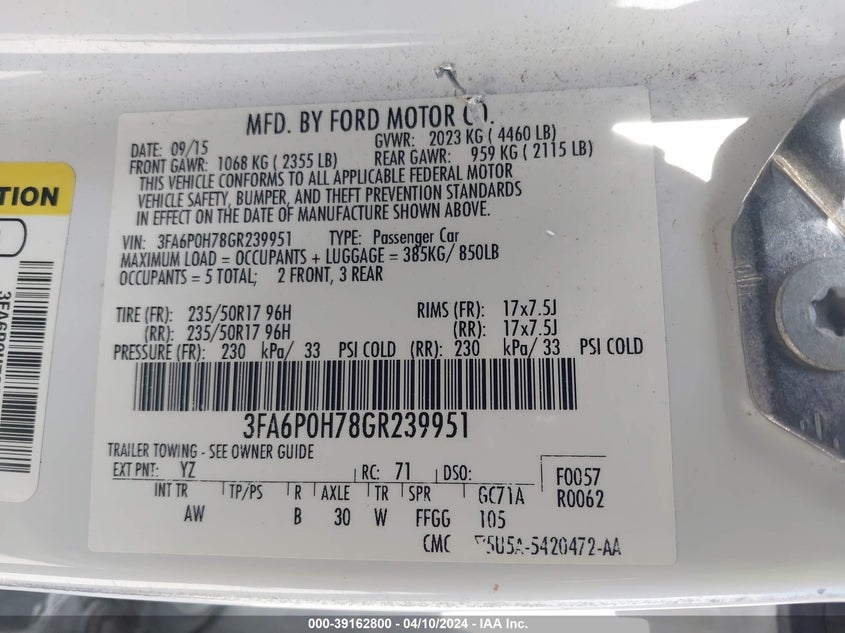 MFD. BY FORD MOTOR CO.
DATE: 09/15 GVWR: 2023 KG ( 4460 LB)
FRONT GAWR: 1068 KG ( 2355 LB) REAR GAWR: 959 KG ( 2115 LB)
THIS VEHICLE CONFORMS TO ALL APPLICABLE FEDERAL MOTOR
VEHICLE SAFETY, BUMPER, AND THEFT PREVENTION STANDARDS
IN EFFECT ON THE DATE OF MANUFACTURE SHOWN ABOVE.
VIN: 3FA6P0H78GR239951 TYPE: Passenger Car
MAXIMUM LOAD = OCCUPANTS + LUGGAGE = 385KG/ 850LB
OCCUPANTS = 5 TOTAL; 2 FRONT, 3 REAR
TIRE (FR): 235/50R17 96H RIMS (FR): 17x7.5J
(RR): 235/50R17 96H (RR): 17x7.5J
PRESSURE (FR): 230 kPa/ 33 PSI COLD (RR): 230 kPa/ 33 PSI COLD
3FA6P0H78GR239951
TRAILER TOWING - SEE OWNER GUIDE
EXT PNT: YZ RC: 71 DSO: F0057
R0062
INT TR TP/PS R AXLE TR SPR GC71A
AW B 30 W FFGG 105
CMC 5U5A-5420472-AA
000-39162800 - 04/10/2024 - IAA Inc.